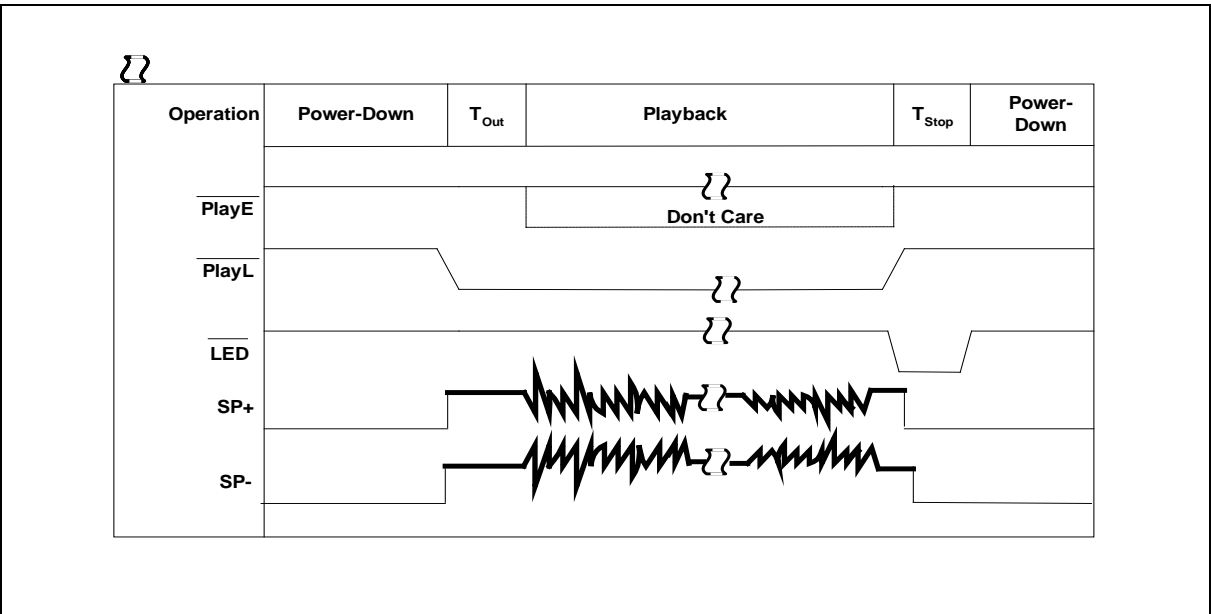 Operation Power-Down TOut Playback TStop Power-Down
PlayE
Don't Care
PlayL
LED
SP+
SP-